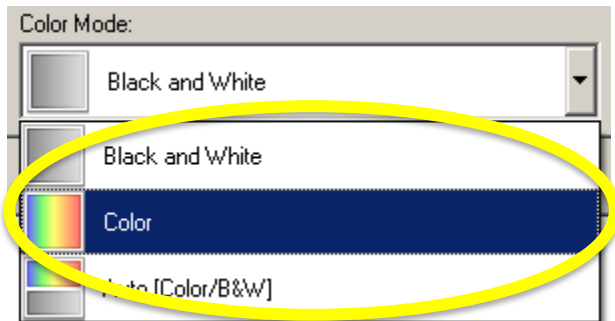 Color Mode:
Black and White
Black and White
Color
Auto [Color/B&W]